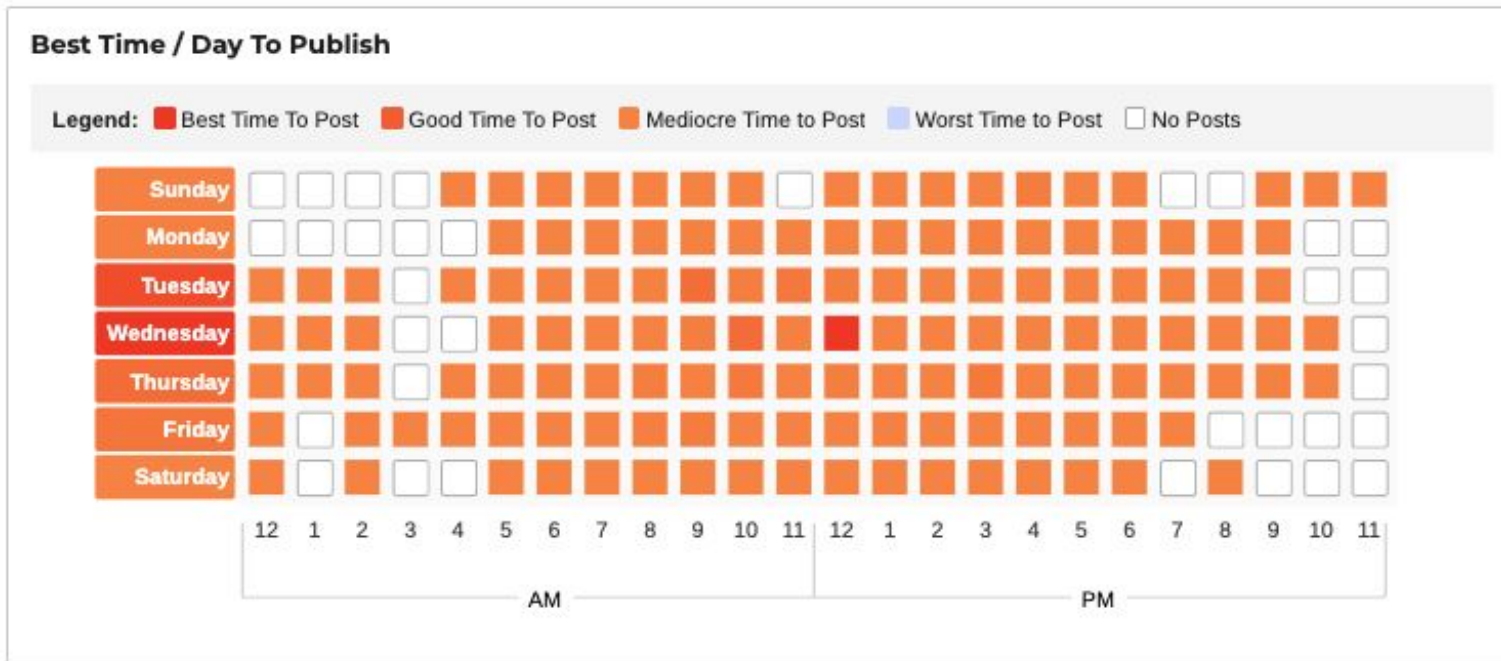 Best Time / Day To Publish
Legend: Best Time To Post Good Time To Post Mediocre Time to Post Worst Time to Post No Posts
Sunday
Monday
Tuesday
Wednesday
Thursday
Friday
Saturday
12 1 2 3 4 5 6 7 8 9 10 11 12 1 2 3 4 5 6 7 8 9 10 11
AM PM